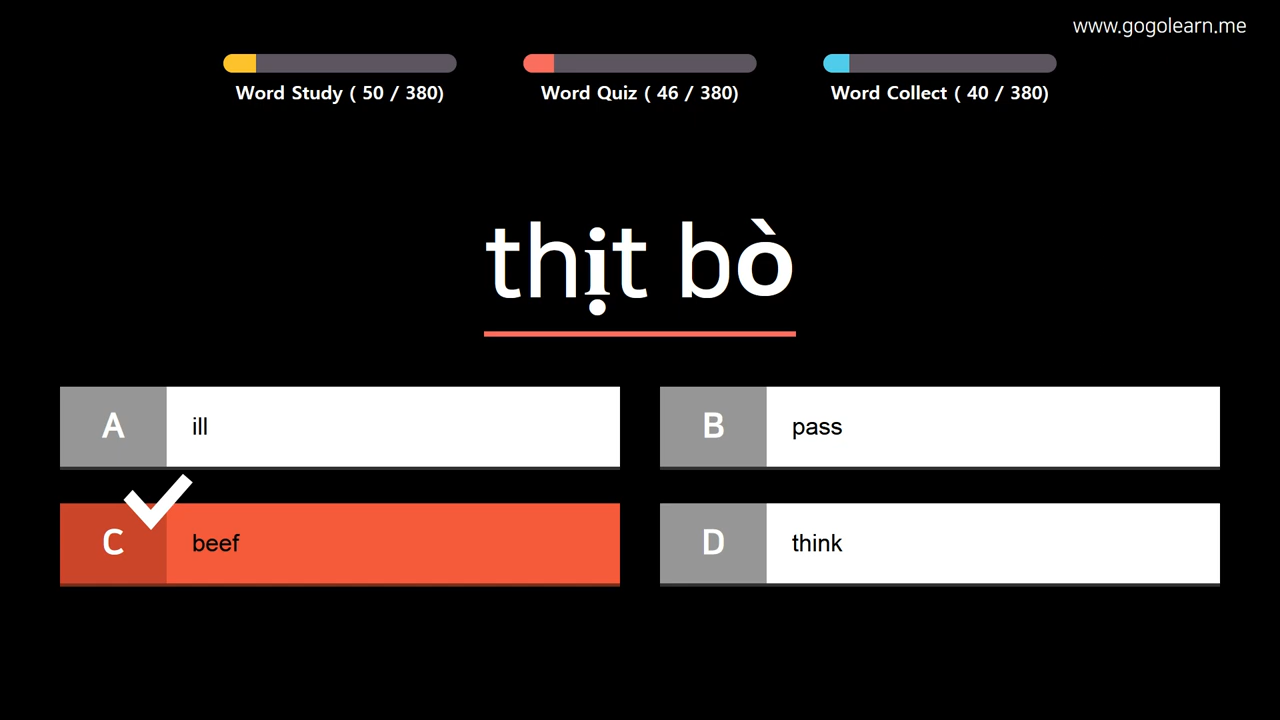 www.gogolearn.me
Word Study ( 50 / 380)
Word Quiz ( 46 / 380)
Word Collect ( 40 / 380)
thịt bò
A ill
B pass
C beef
D think